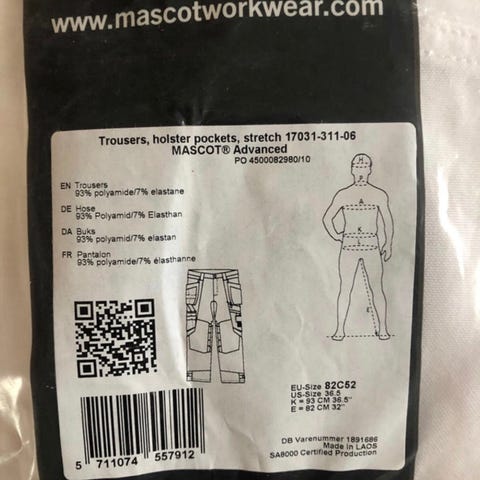 www.mascotworkwear.com
Trousers, holster pockets, stretch 17031-311-06
MASCOT® Advanced
PO 4500082980/10
EN Trousers
93% polyamide/7% elastane
DE Hose
93% Polyamid/7% Elasthan
DA Buks
93% polyamid/7% elastan
FR Pantalon
93% polyamide/7% élasthanne
H
P
A
K
T
E
EU-Size 82C52
US-Size 36.5
K = 93 CM 36.5"
E = 82 CM 32"
DB Varenummer 1891686
Made in LAOS
SA8000 Certified Production
5 711074 557912